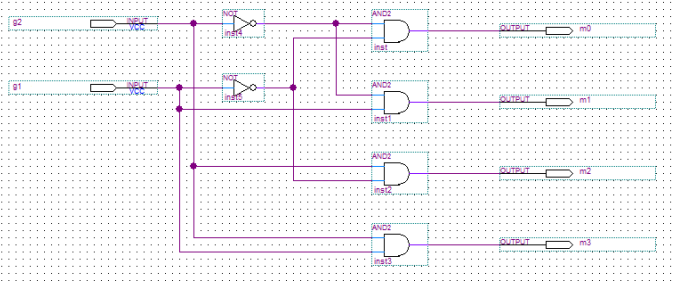 g2 INPUT VCC NOT inst4 AND2 inst OUTPUT m0
g1 INPUT VCC NOT inst5 AND2 inst1 OUTPUT m1
AND2 inst2 OUTPUT m2
AND2 inst3 OUTPUT m3